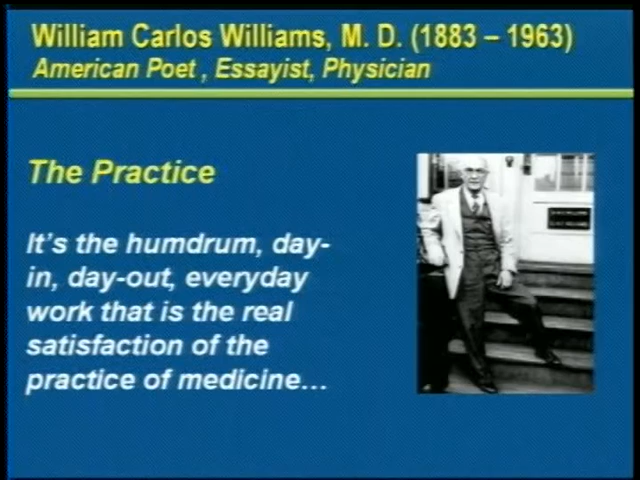 William Carlos Williams, M. D. (1883 – 1963)
American Poet , Essayist, Physician
The Practice
It's the humdrum, day-
in, day-out, everyday
work that is the real
satisfaction of the
practice of medicine…